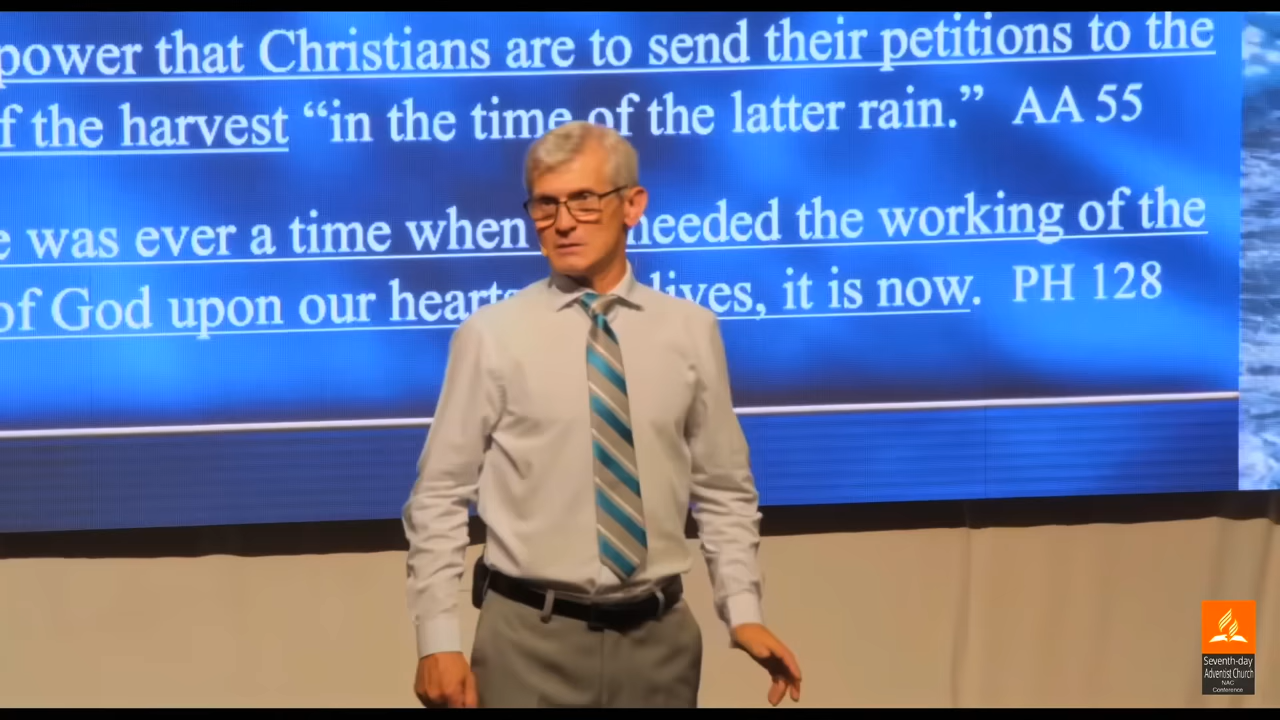 power that Christians are to send their petitions to the
f the harvest “in the time of the latter rain.” AA 55
e was ever a time when needed the working of the
of God upon our hearts lives, it is now. PH 128
Seventh-day
Adventist Church
NAC
Conference